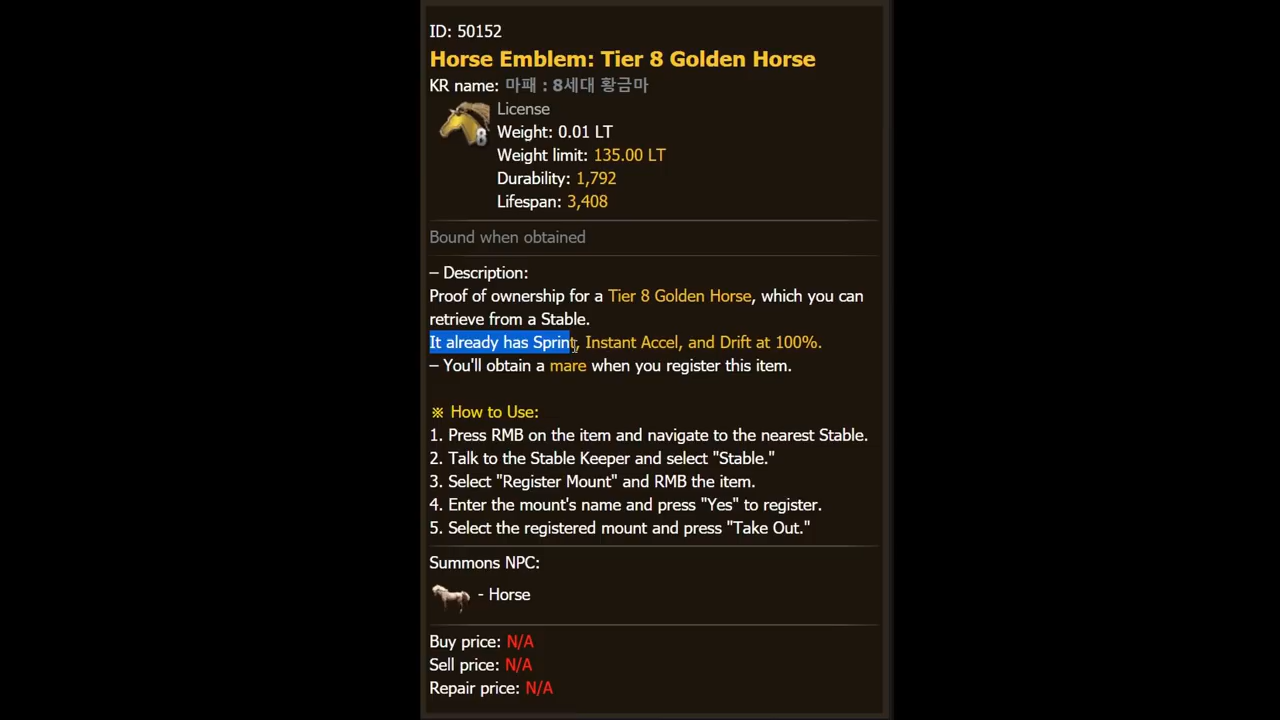 ID: 50152
Horse Emblem: Tier 8 Golden Horse
KR name: 마패 : 8세대 황금마
License
8
Weight: 0.01 LT
Weight limit: 135.00 LT
Durability: 1,792
Lifespan: 3,408
Bound when obtained
– Description:
Proof of ownership for a Tier 8 Golden Horse, which you can
retrieve from a Stable.
It already has Sprint, Instant Accel, and Drift at 100%.
– You'll obtain a mare when you register this item.
※ How to Use:
1. Press RMB on the item and navigate to the nearest Stable.
2. Talk to the Stable Keeper and select "Stable."
3. Select "Register Mount" and RMB the item.
4. Enter the mount's name and press "Yes" to register.
5. Select the registered mount and press "Take Out."
Summons NPC:
- Horse
Buy price: N/A
Sell price: N/A
Repair price: N/A